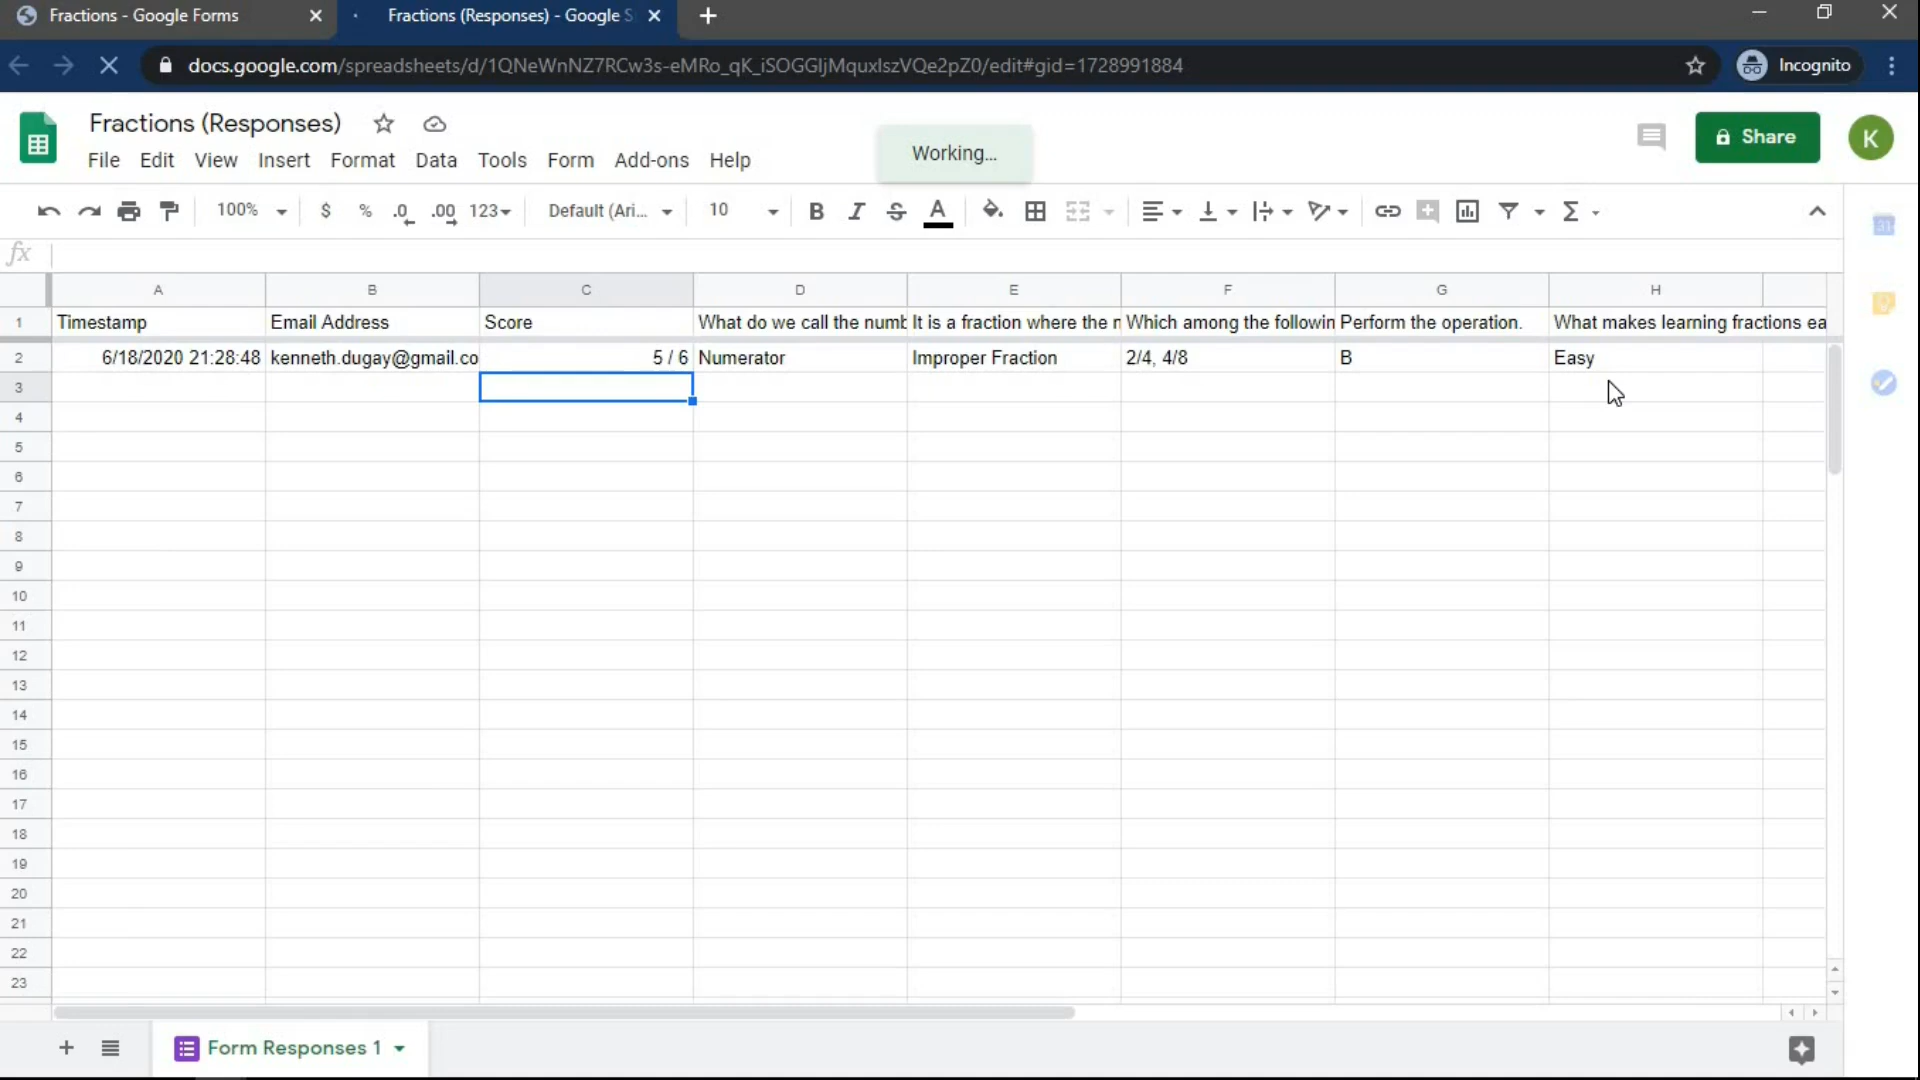 Fractions - Google Forms
Fractions (Responses) - Google S
docs.google.com/spreadsheets/d/1QNeWnNZ7RCw3s-eMRo_qK_iSOGGIjMquxIszVQe2pZ0/edit#gid=1728991884
Incognito
Fractions (Responses)
Working...
Share
K
File Edit View Insert Format Data Tools Form Add-ons Help
100% $ % .0 .00 123 Default (Ari... 10 B I S A Σ
fx
A B C D E F G H
1 Timestamp Email Address Score What do we call the numb It is a fraction where the n Which among the followin Perform the operation. What makes learning fractions ea
2 6/18/2020 21:28:48 kenneth.dugay@gmail.co 5 / 6 Numerator Improper Fraction 2/4, 4/8 B Easy
3
4
5
6
7
8
9
10
11
12
13
14
15
16
17
18
19
20
21
22
23
Form Responses 1